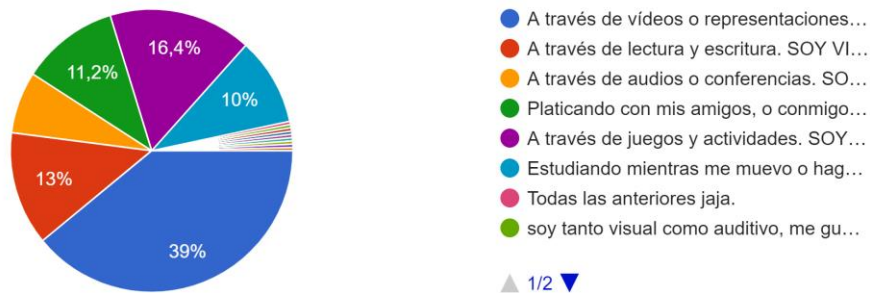 16,4%
11,2%
10%
13%
39%
A través de vídeos o representaciones…
A través de lectura y escritura. SOY VI…
A través de audios o conferencias. SO…
Platicando con mis amigos, o conmigo…
A través de juegos y actividades. SOY…
Estudiando mientras me muevo o hag…
Todas las anteriores jaja.
soy tanto visual como auditivo, me gu…
1/2